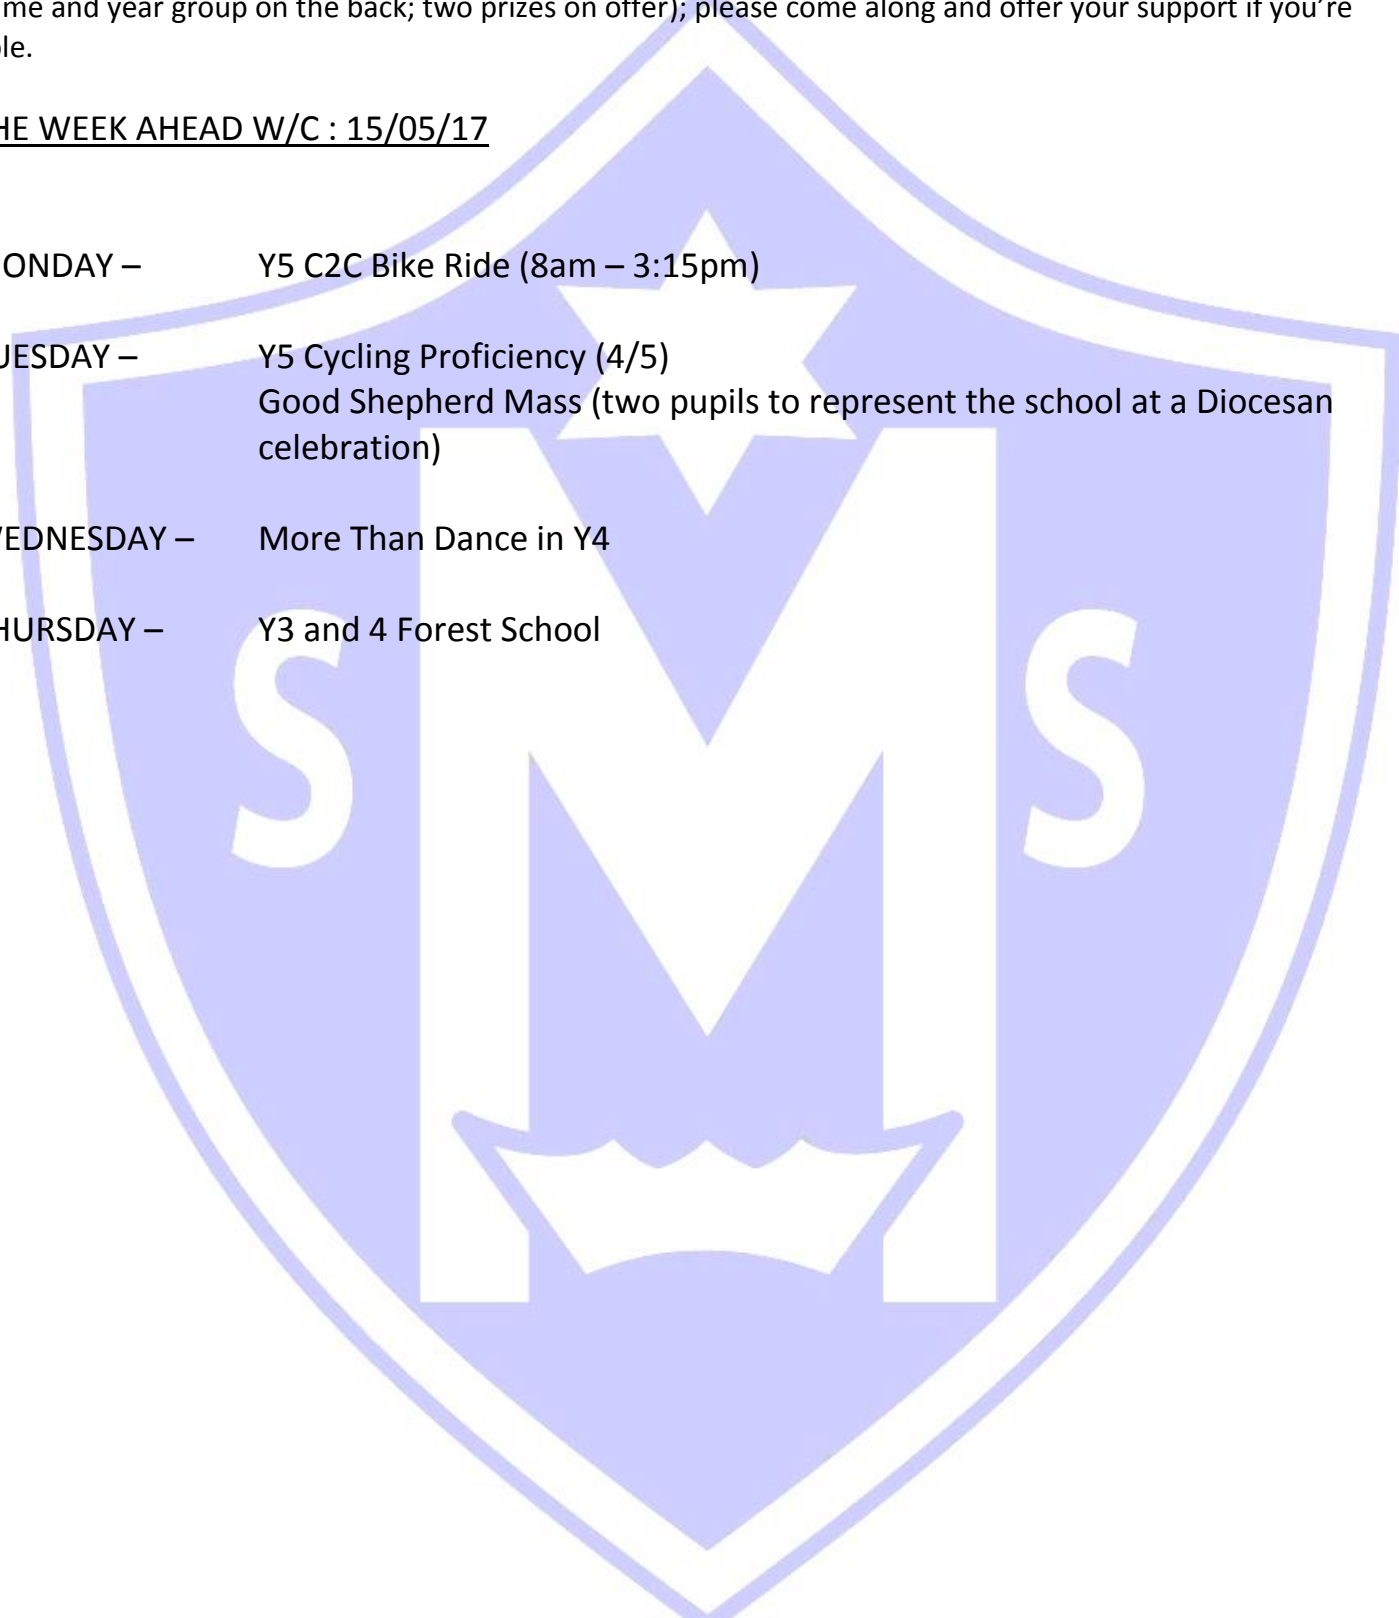 me and year group on the back; two prizes on offer); please come along and offer your support if you’re
le.
HE WEEK AHEAD W/C : 15/05/17
ONDAY – Y5 C2C Bike Ride (8am – 3:15pm)
UESDAY – Y5 Cycling Proficiency (4/5)
Good Shepherd Mass (two pupils to represent the school at a Diocesan
celebration)
EDNESDAY – More Than Dance in Y4
HURSDAY – Y3 and 4 Forest School
S M S